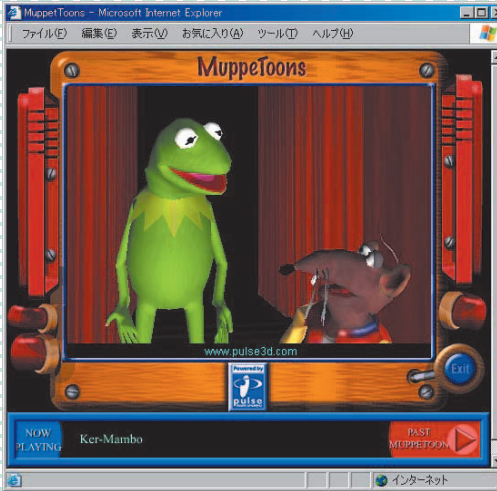 MuppetToons - Microsoft Internet Explorer
ファイル(F) 編集(E) 表示(V) お気に入り(A) ツール(T) ヘルプ(H)
MuppeToons
www.pulse3d.com
Powered by
pulse
Exit
NOW
PLAYING
Ker-Mambo
PAST
MUPPETOONS
インターネット